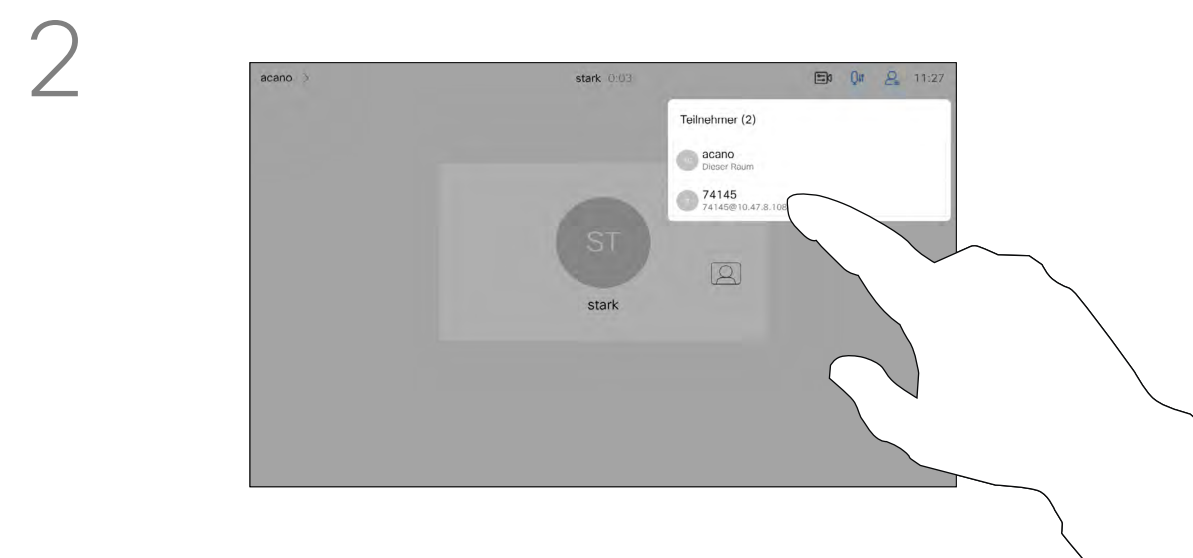 2
acano >
stark 0:03
11:27
Teilnehmer (2)
acano
Dieser Raum
74145
74145@10.47.8.108
ST
stark